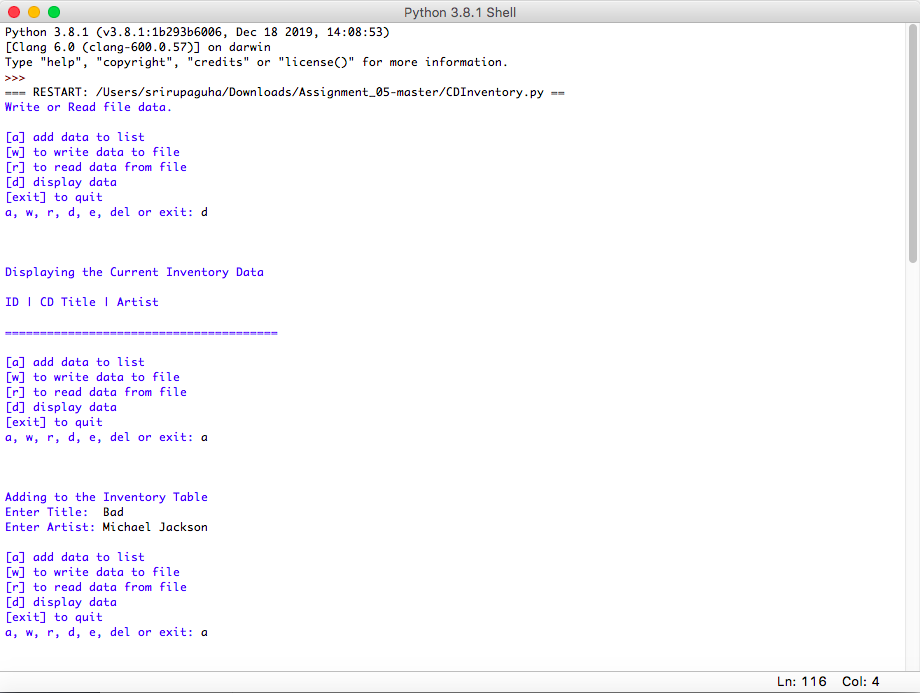 Python 3.8.1 Shell
Python 3.8.1 (v3.8.1:1b293b6006, Dec 18 2019, 14:08:53)
[Clang 6.0 (clang-600.0.57)] on darwin
Type "help", "copyright", "credits" or "license()" for more information.
>>>
=== RESTART: /Users/srirupaguha/Downloads/Assignment_05-master/CDInventory.py ==
Write or Read file data.
[a] add data to list
[w] to write data to file
[r] to read data from file
[d] display data
[exit] to quit
a, w, r, d, e, del or exit: d
Displaying the Current Inventory Data
ID | CD Title | Artist
=======================================
[a] add data to list
[w] to write data to file
[r] to read data from file
[d] display data
[exit] to quit
a, w, r, d, e, del or exit: a
Adding to the Inventory Table
Enter Title:  Bad
Enter Artist: Michael Jackson
[a] add data to list
[w] to write data to file
[r] to read data from file
[d] display data
[exit] to quit
a, w, r, d, e, del or exit: a
Ln: 116 Col: 4